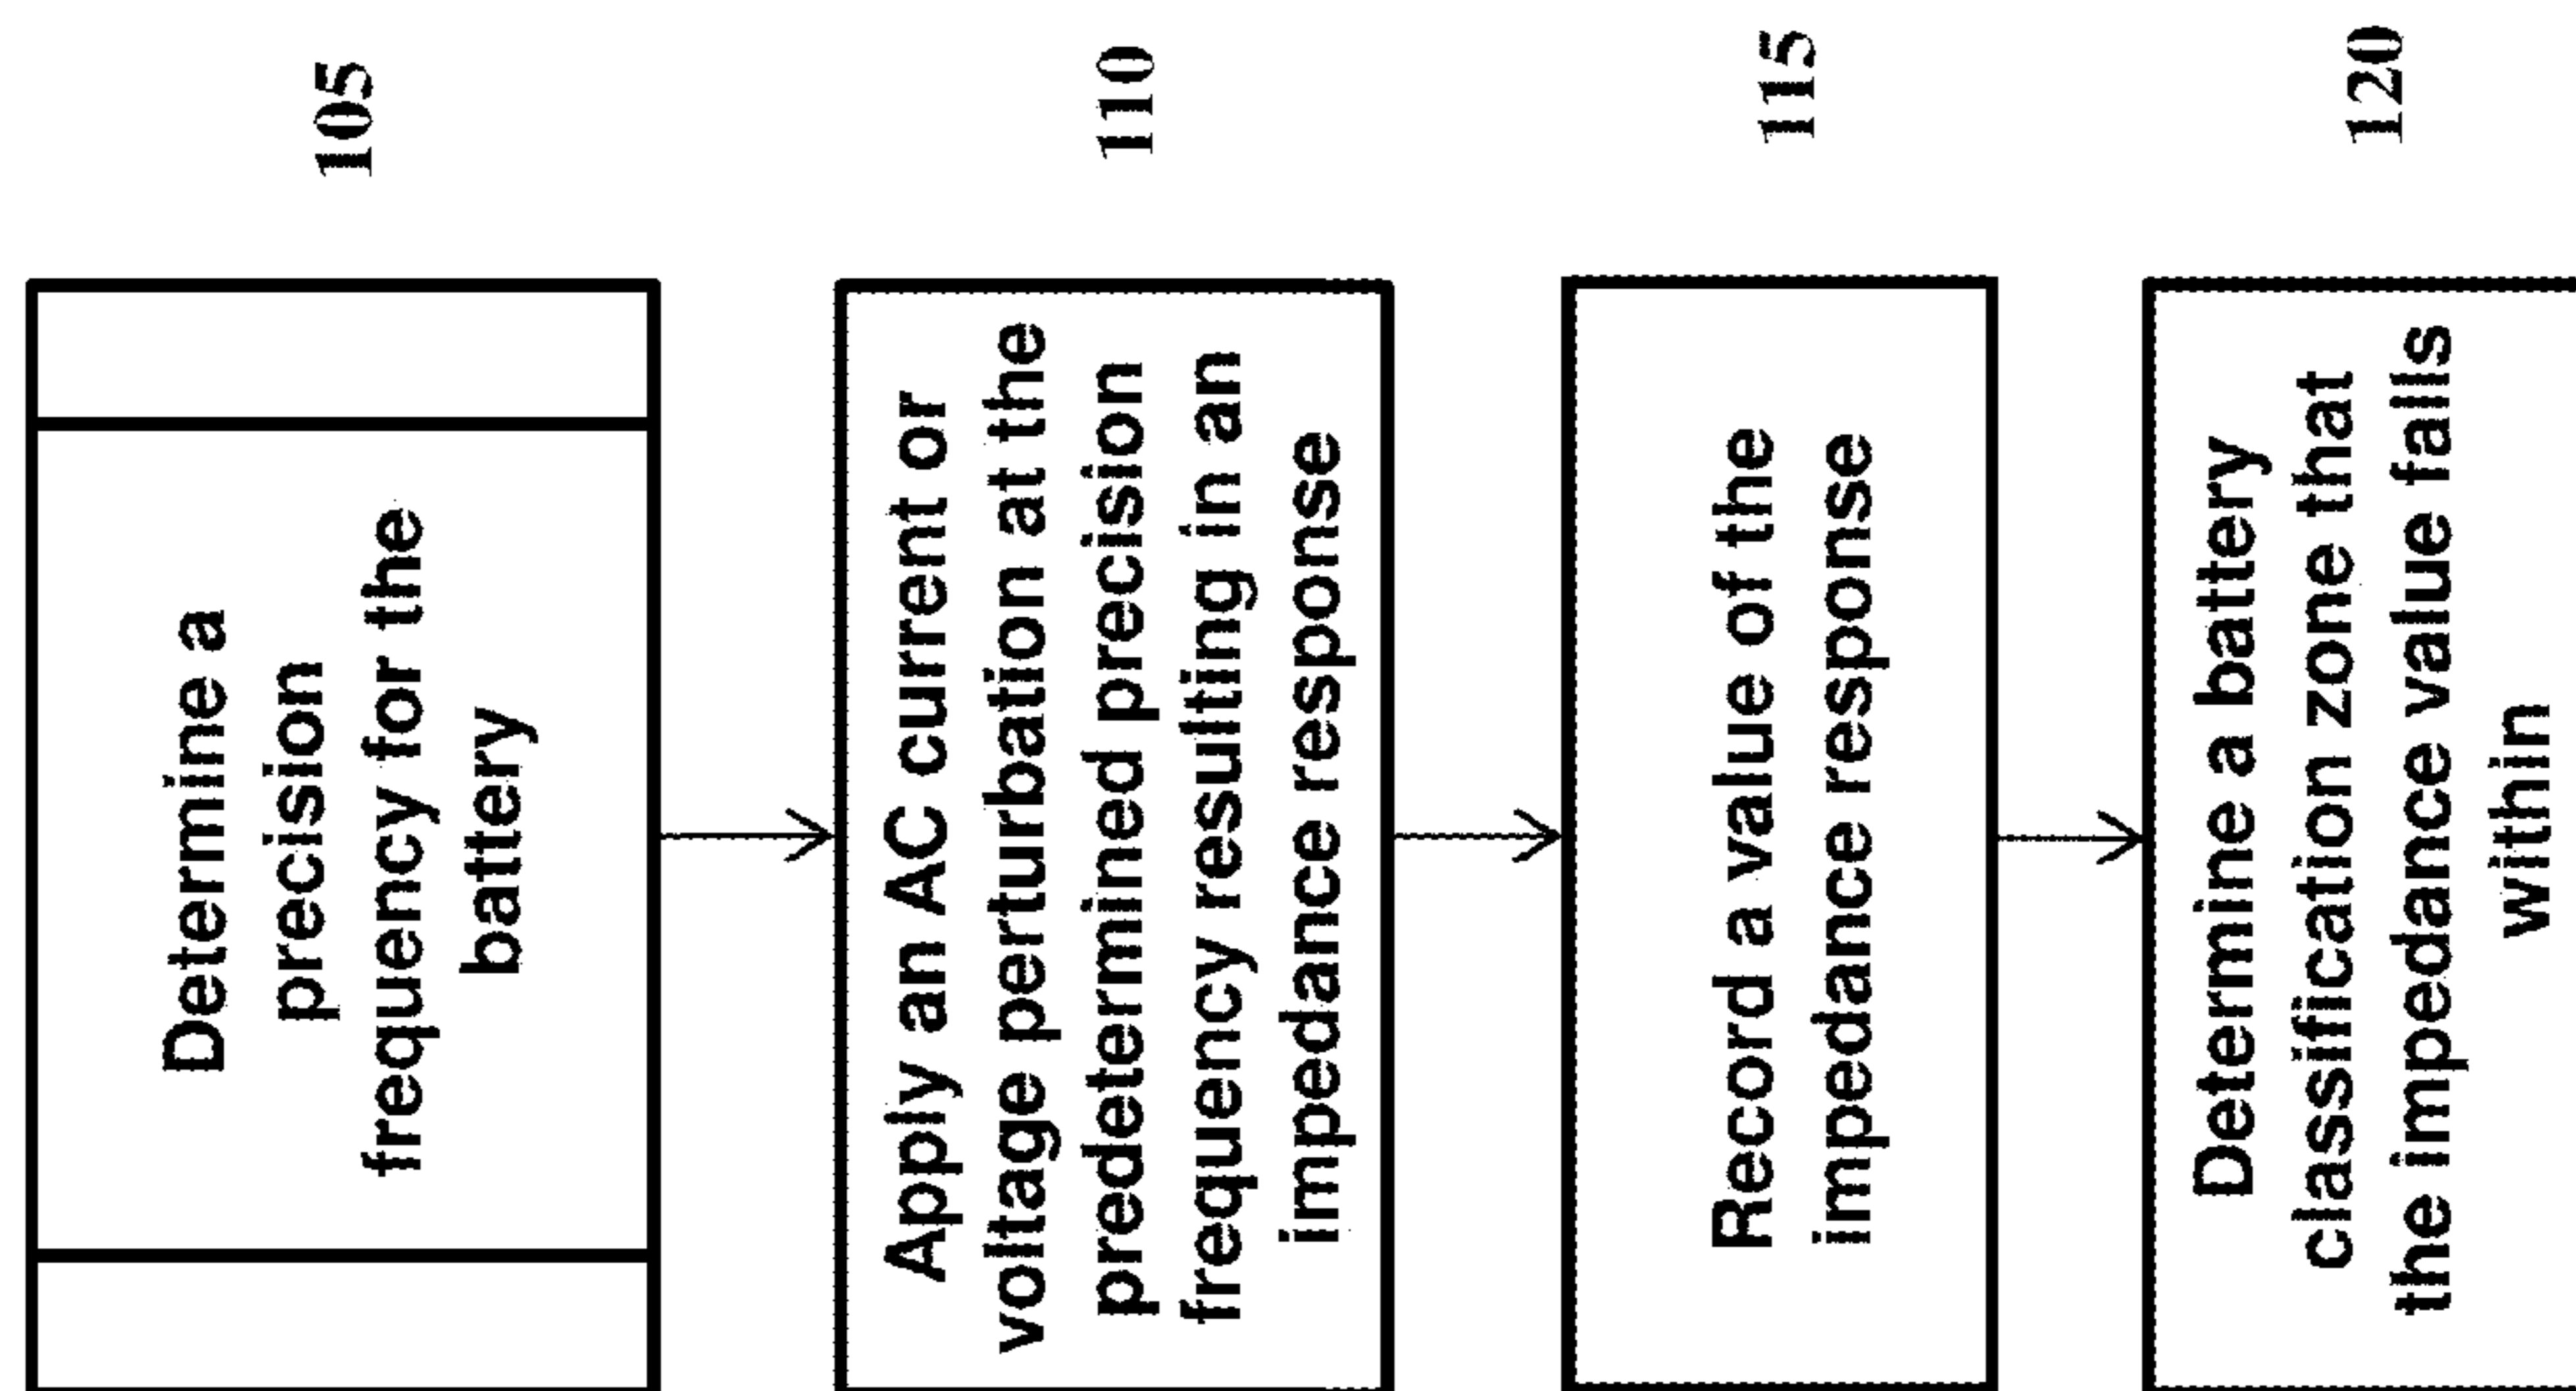 Determine a
precision
frequency for the
battery
105
Apply an AC current or
voltage perturbation at the
predetermined precision
frequency resulting in an
impedance response
110
Record a value of the
impedance response
115
Determine a battery
classification zone that
the impedance value falls
within
120